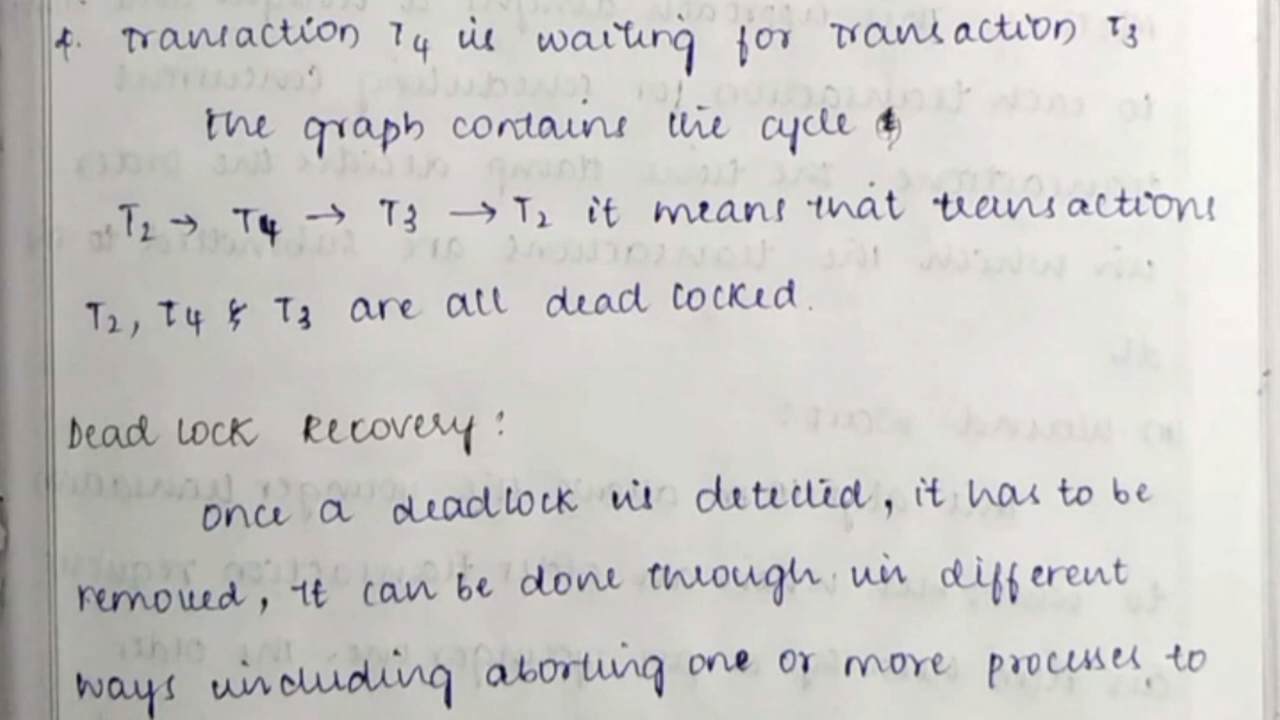 4. transaction T4 is waiting for transaction T3
the graph contains the cycle
T2 → T4 → T3 → T2 it means that transactions
T2, T4 & T3 are all dead locked.
Dead lock Recovery:
once a deadlock is detected, it has to be
removed, it can be done through in different
ways including aborting one or more processes, to